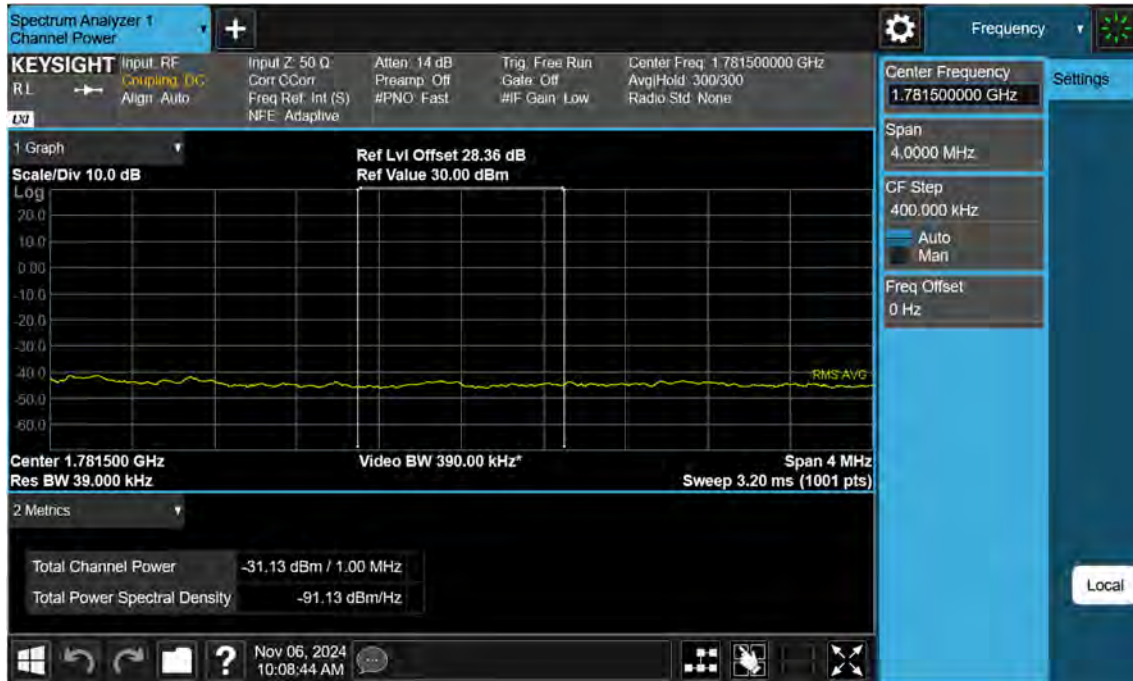 Spectrum Analyzer 1
Channel Power
Frequency
KEYSIGHT
RL
LXI
Input: RF
Coupling: DC
Align: Auto
Input Z: 50 Ω
Corr CCorr
Freq Ref: Int (S)
NFE: Adaptive
Atten: 14 dB
Preamp: Off
#PNO: Fast
Trig: Free Run
Gate: Off
#IF Gain: Low
Center Freq: 1.781500000 GHz
Avg|Hold: 300/300
Radio Std: None
Center Frequency
1.781500000 GHz
Settings
Span
4.0000 MHz
CF Step
400.000 kHz
Auto
Man
Freq Offset
0 Hz
1 Graph
Scale/Div 10.0 dB
Ref Lvl Offset 28.36 dB
Ref Value 30.00 dBm
Log
20.0
10.0
0.00
-10.0
-20.0
-30.0
-40.0
-50.0
-60.0
RMS AVG
Center 1.781500 GHz
Video BW 390.00 kHz*
Span 4 MHz
Res BW 39.000 kHz
Sweep 3.20 ms (1001 pts)
2 Metrics
Total Channel Power -31.13 dBm / 1.00 MHz
Total Power Spectral Density -91.13 dBm/Hz
Local
?
Nov 06, 2024
10:08:44 AM